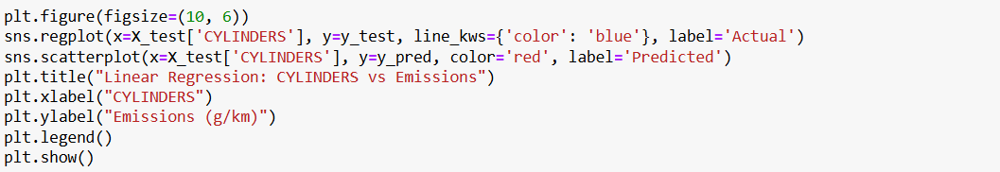 plt.figure(figsize=(10, 6))
sns.regplot(x=X_test['CYLINDERS'], y=y_test, line_kws={'color': 'blue'}, label='Actual')
sns.scatterplot(x=X_test['CYLINDERS'], y=y_pred, color='red', label='Predicted')
plt.title("Linear Regression: CYLINDERS vs Emissions")
plt.xlabel("CYLINDERS")
plt.ylabel("Emissions (g/km)")
plt.legend()
plt.show()